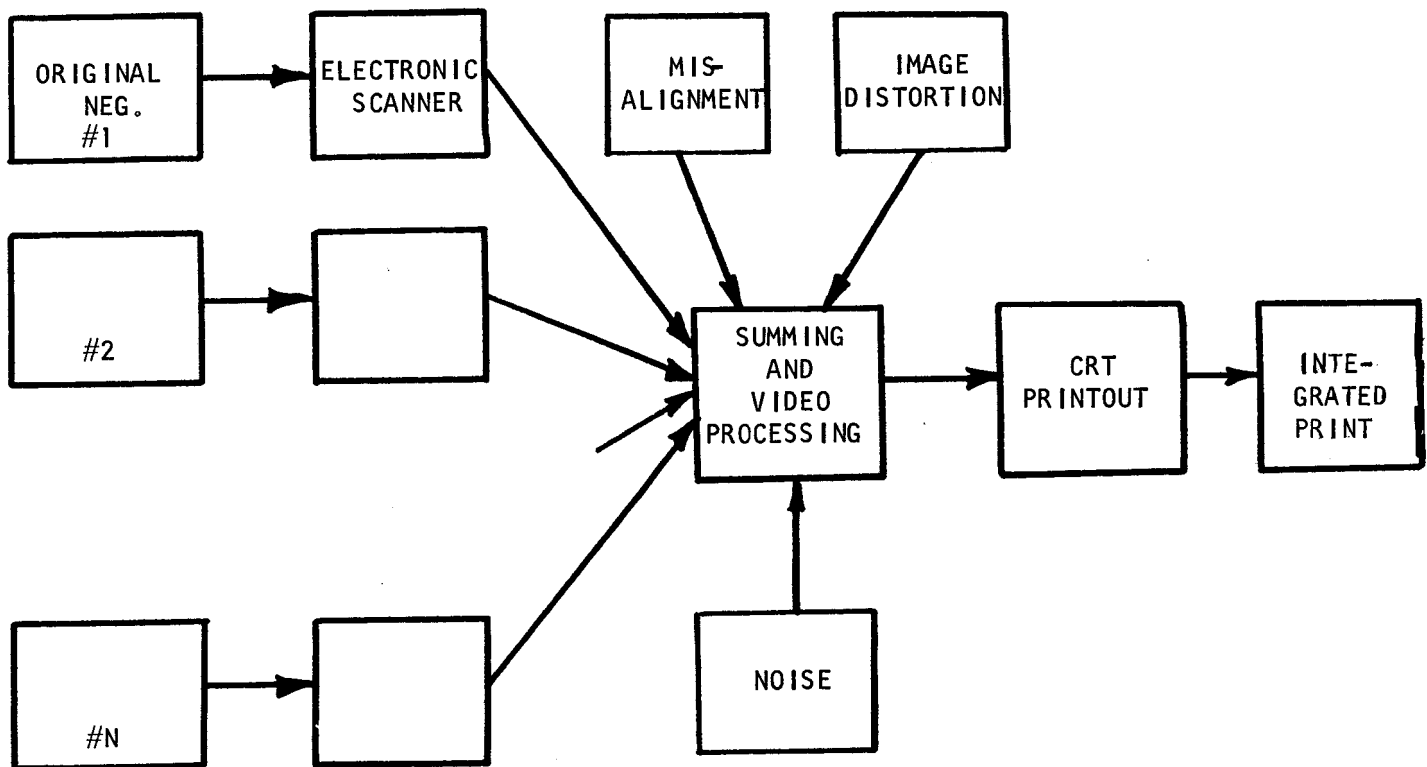 ORIGINAL
NEG.
#1
ELECTRONIC
SCANNER
MIS-
ALIGNMENT
IMAGE
DISTORTION
#2
SUMMING
AND
VIDEO
PROCESSING
CRT
PRINTOUT
INTE-
GRATED
PRINT
#N
NOISE